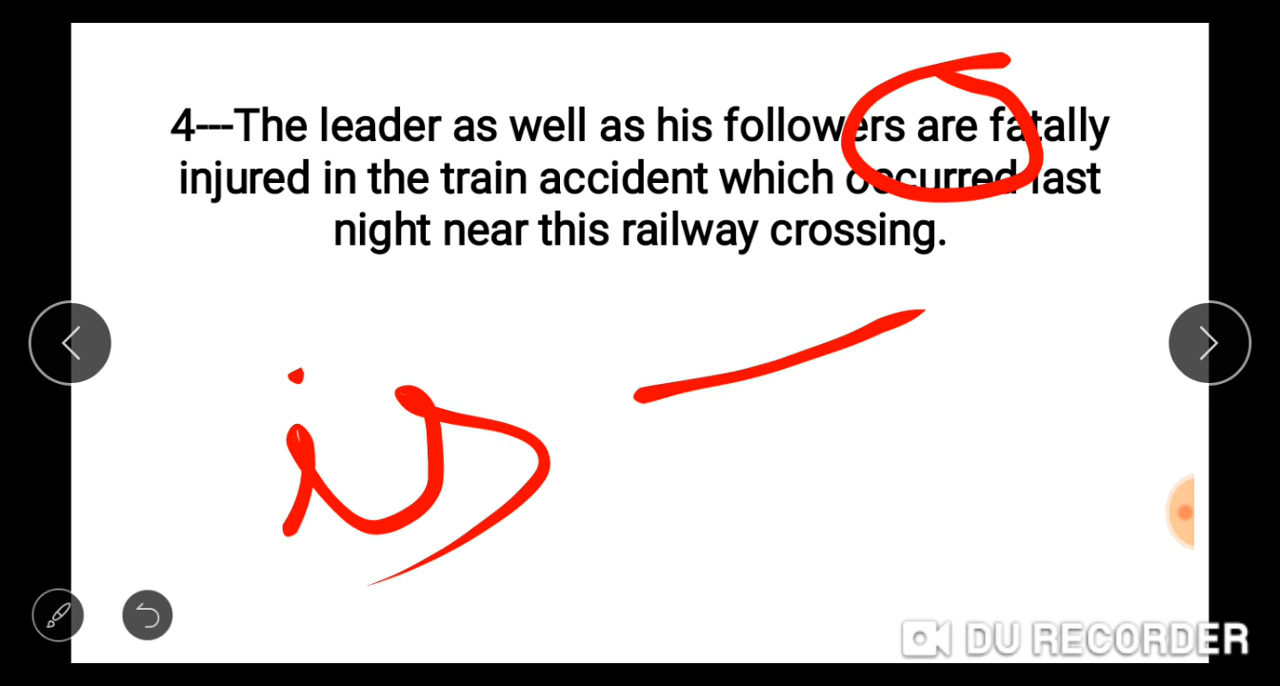 4---The leader as well as his followers are fatally
injured in the train accident which occurred last
night near this railway crossing.
is
DU RECORDER